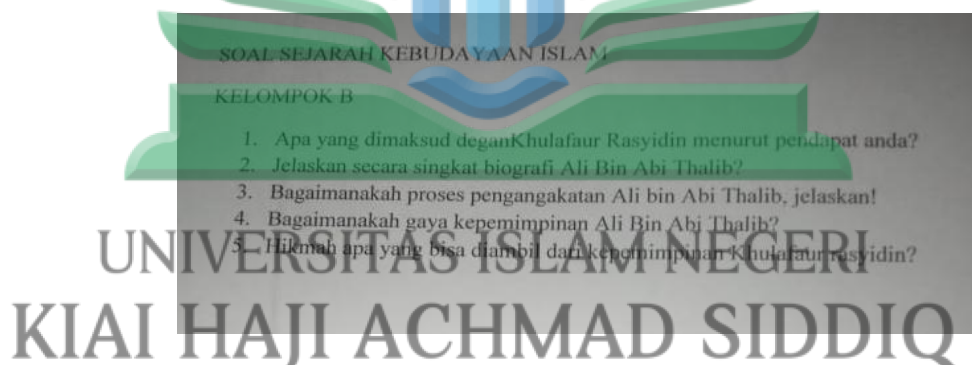 SOAL SEJARAH KEBUDAYAAN ISLAM
KELOMPOK B
1. Apa yang dimaksud deganKhulafaur Rasyidin menurut pendapat anda?
2. Jelaskan secara singkat biografi Ali Bin Abi Thalib?
3. Bagaimanakah proses pengangakatan Ali bin Abi Thalib, jelaskan!
4. Bagaimanakah gaya kepemimpinan Ali Bin Abi Thalib?
5. Hikmah apa yang bisa diambil dari kepemimpinan Khulafaur rasyidin?
UNIVERSITAS ISLAM NEGERI
KIAI HAJI ACHMAD SIDDIQ